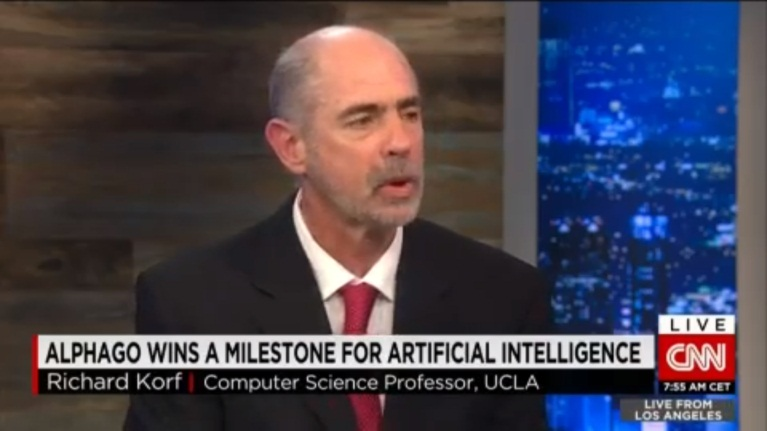 ALPHAGO WINS A MILESTONE FOR ARTIFICIAL INTELLIGENCE
Richard Korf | Computer Science Professor, UCLA
LIVE
CNN
7:55 AM CET
LIVE FROM
LOS ANGELES